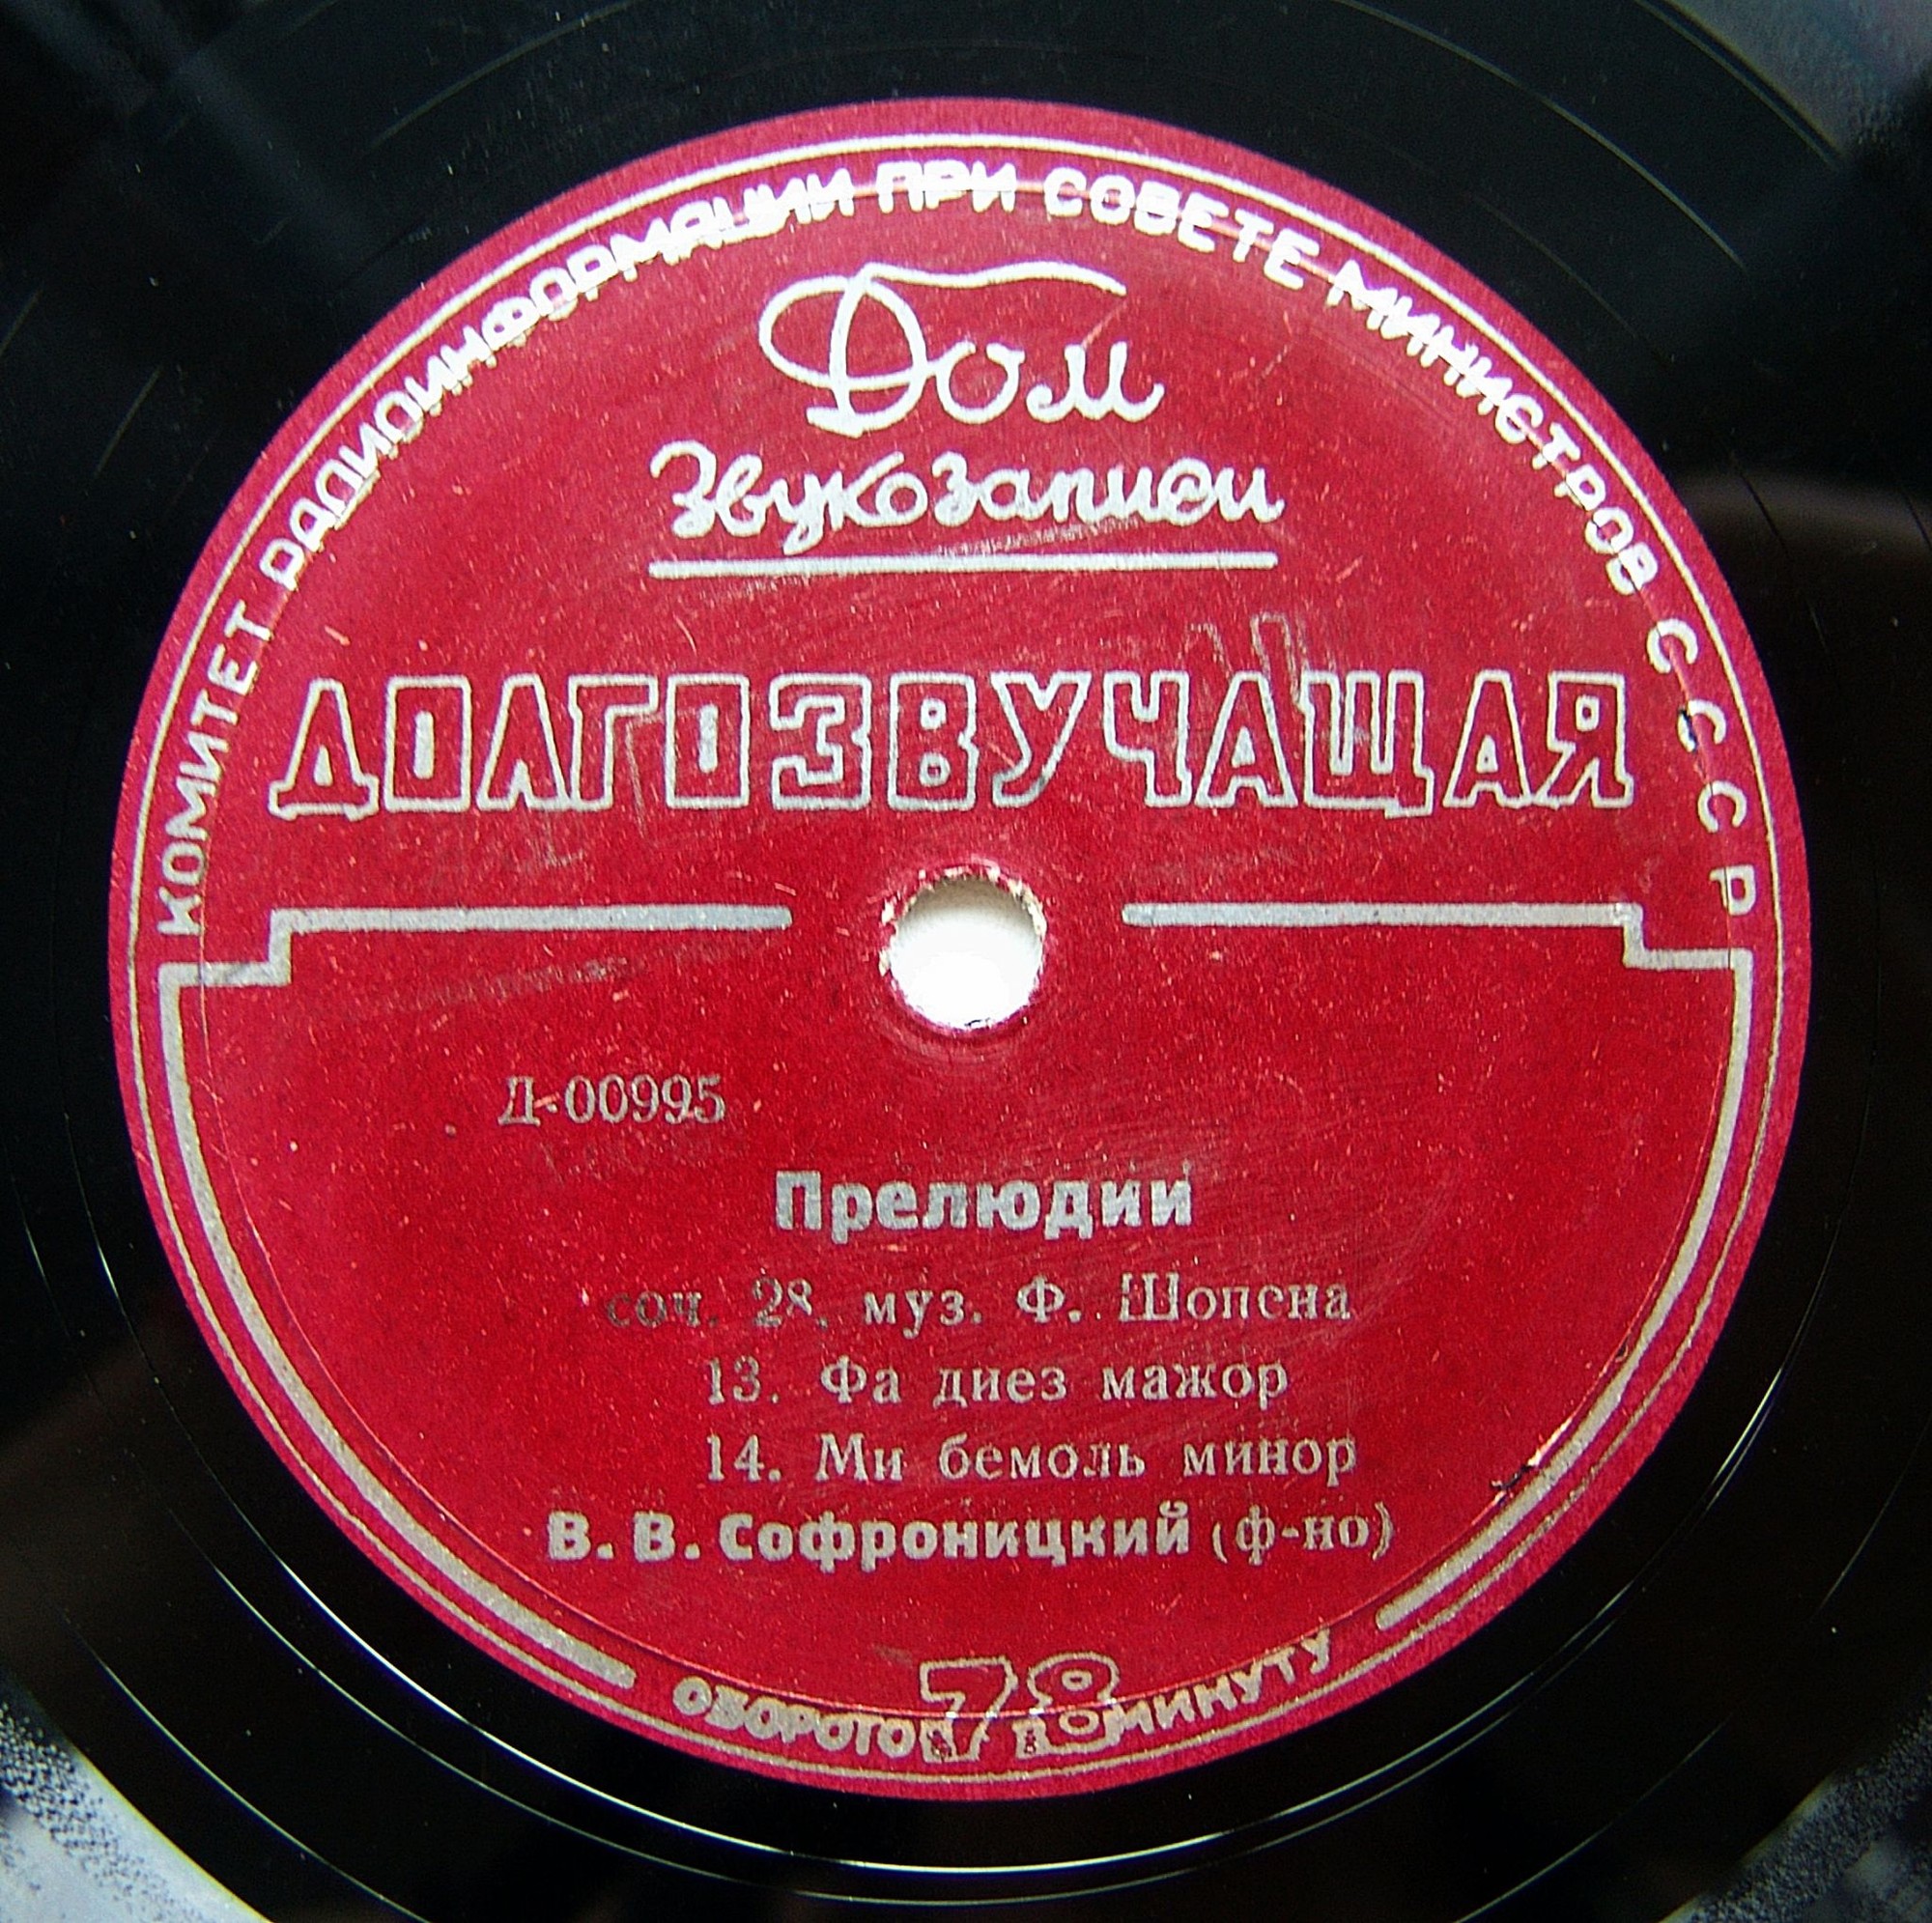 КОМИТЕТ РАДИОИНФОРМАЦИИ ПРИ СОВЕТЕ МИНИСТРОВ СССР
Дом
Звукозаписи
ДОЛГОЗВУЧАЩАЯ
Д-00995
Прелюдии
соч. 28, муз. Ф. Шопена
13. Фа диез мажор
14. Ми бемоль минор
В. В. Софроницкий (ф-но)
78
ОБОРОТОВ В МИНУТУ